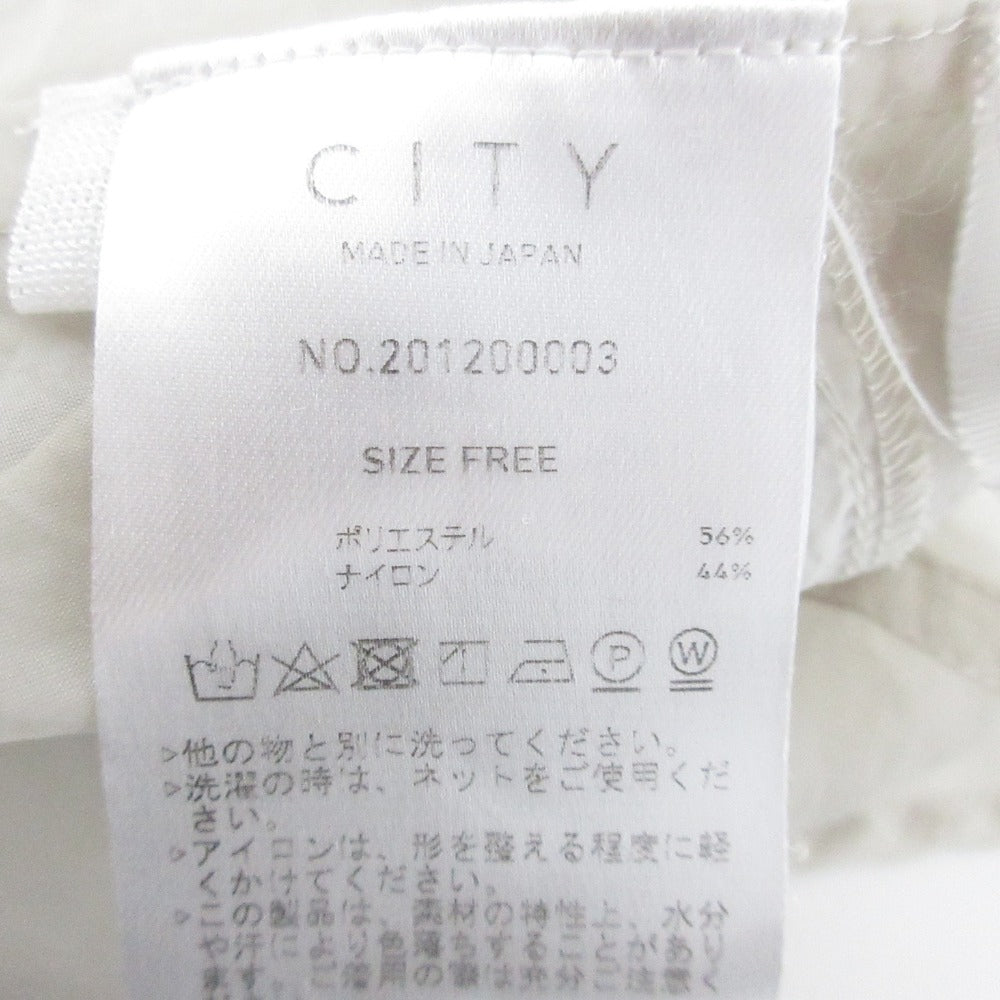 CITY
MADE IN JAPAN
NO.201200003
SIZE FREE
ポリエステル 56%
ナイロン 44%
P W
▷他の物と別に洗ってください。
▷洗濯の時は、ネットをご使用くだ
さい。
▷アイロンは、形を整える程度に軽
くかけてください。
▷この製品は、素材の特性上、水分